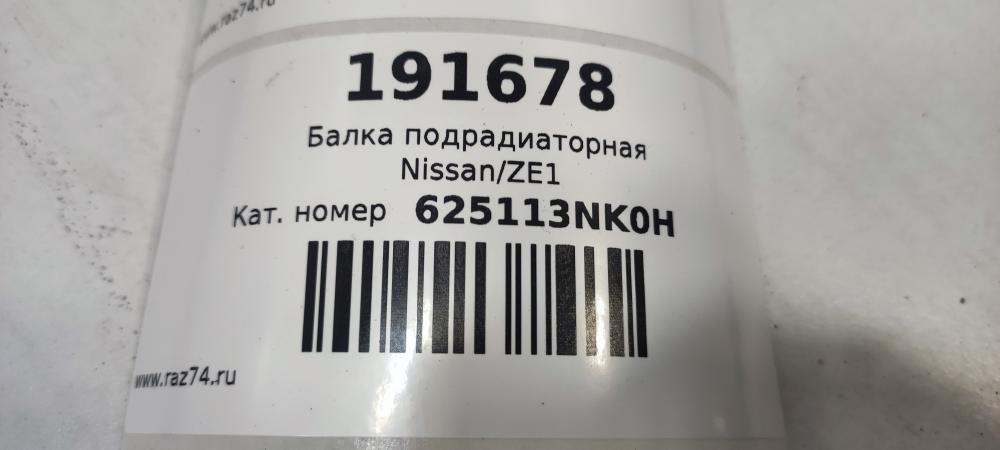 www.raz74.ru
191678
Балка подрадиаторная
Nissan/ZE1
Кат. номер 625113NK0H
www.raz74.ru